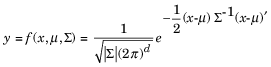 y = f(x,μ,Σ) = 1/√(|Σ|(2π)^d) e^(-1/2 (x-μ) Σ^-1 (x-μ)′)